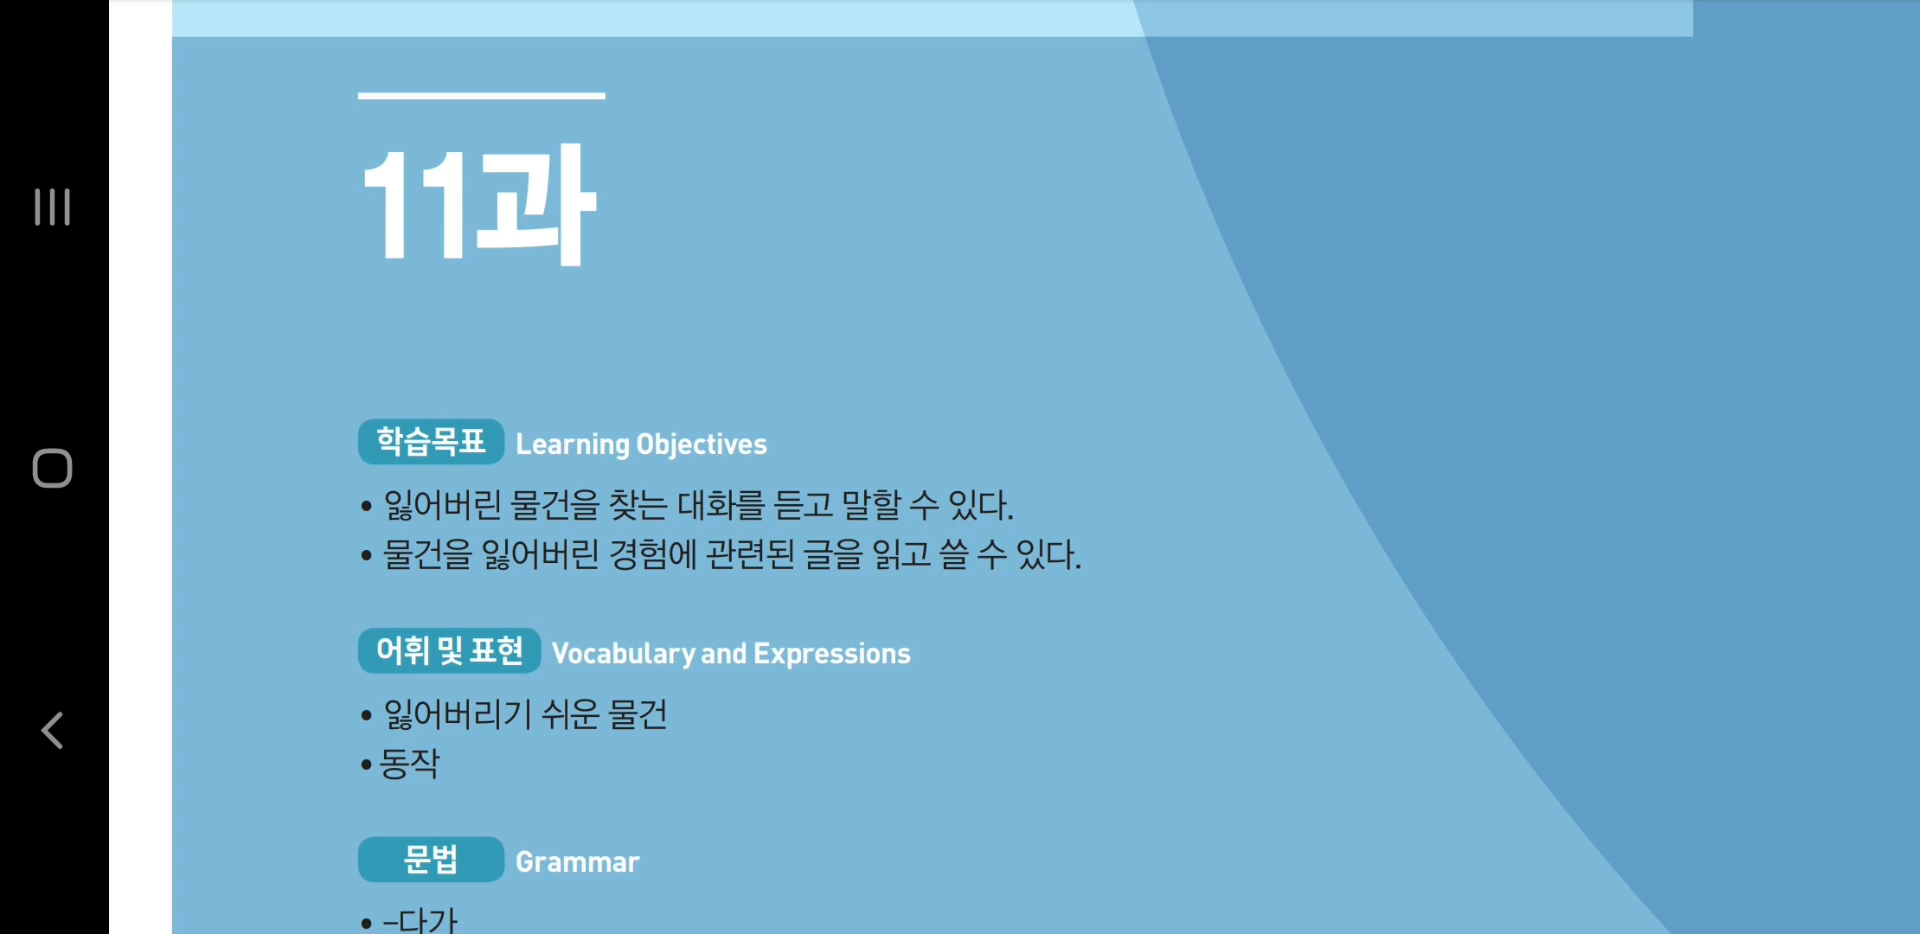 11과
학습목표 Learning Objectives
• 잃어버린 물건을 찾는 대화를 듣고 말할 수 있다.
• 물건을 잃어버린 경험에 관련된 글을 읽고 쓸 수 있다.
어휘 및 표현 Vocabulary and Expressions
• 잃어버리기 쉬운 물건
• 동작
문법 Grammar
• –다가